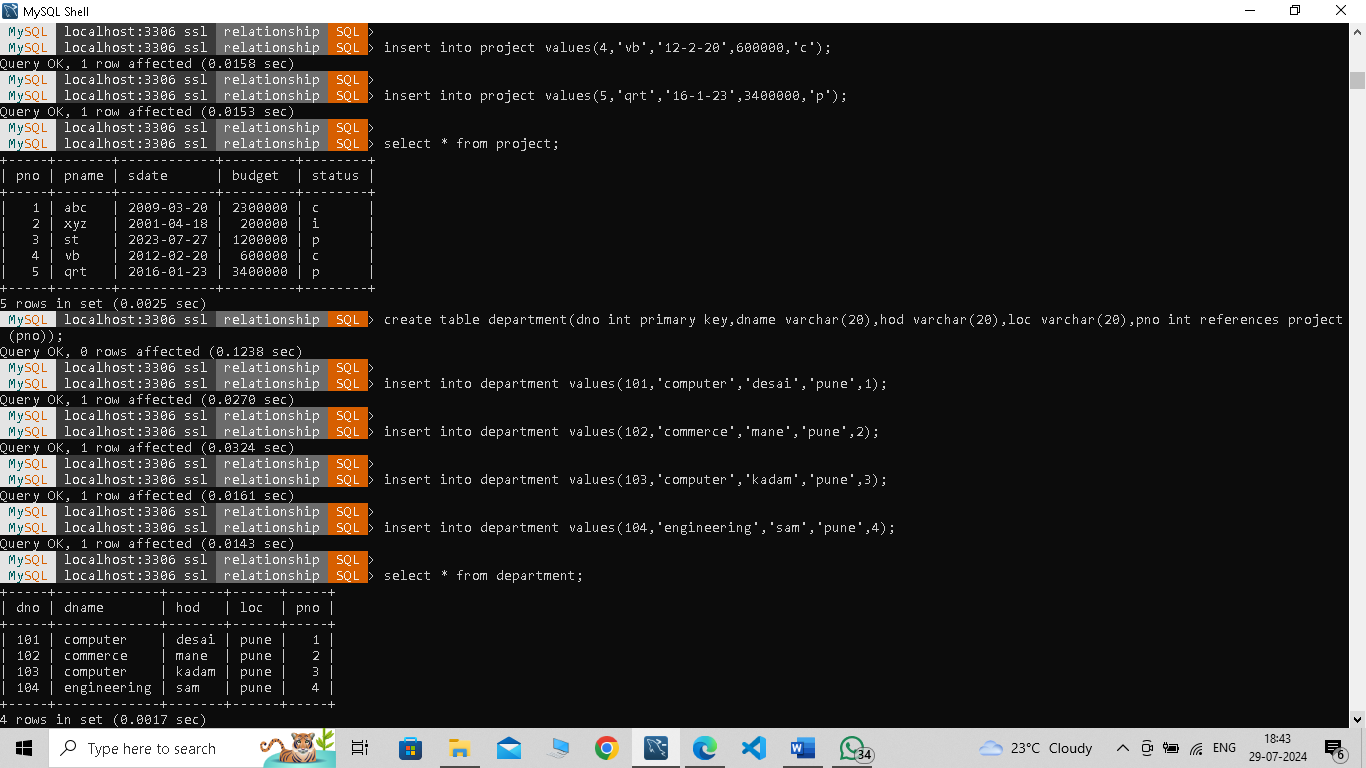 MySQL Shell
MySQL localhost:3306 ssl relationship SQL >
MySQL localhost:3306 ssl relationship SQL > insert into project values(4,'vb','12-2-20',600000,'c');
Query OK, 1 row affected (0.0158 sec)
MySQL localhost:3306 ssl relationship SQL >
MySQL localhost:3306 ssl relationship SQL > insert into project values(5,'qrt','16-1-23',3400000,'p');
Query OK, 1 row affected (0.0153 sec)
MySQL localhost:3306 ssl relationship SQL >
MySQL localhost:3306 ssl relationship SQL > select * from project;
+-----+-------+------------+---------+--------+
| pno | pname | sdate      | budget  | status |
+-----+-------+------------+---------+--------+
|   1 | abc   | 2009-03-20 | 2300000 | c      |
|   2 | xyz   | 2001-04-18 |  200000 | i      |
|   3 | st    | 2023-07-27 | 1200000 | p      |
|   4 | vb    | 2012-02-20 |  600000 | c      |
|   5 | qrt   | 2016-01-23 | 3400000 | p      |
+-----+-------+------------+---------+--------+
5 rows in set (0.0025 sec)
MySQL localhost:3306 ssl relationship SQL > create table department(dno int primary key,dname varchar(20),hod varchar(20),loc varchar(20),pno int references project
(pno));
Query OK, 0 rows affected (0.1238 sec)
MySQL localhost:3306 ssl relationship SQL >
MySQL localhost:3306 ssl relationship SQL > insert into department values(101,'computer','desai','pune',1);
Query OK, 1 row affected (0.0270 sec)
MySQL localhost:3306 ssl relationship SQL >
MySQL localhost:3306 ssl relationship SQL > insert into department values(102,'commerce','mane','pune',2);
Query OK, 1 row affected (0.0324 sec)
MySQL localhost:3306 ssl relationship SQL >
MySQL localhost:3306 ssl relationship SQL > insert into department values(103,'computer','kadam','pune',3);
Query OK, 1 row affected (0.0161 sec)
MySQL localhost:3306 ssl relationship SQL >
MySQL localhost:3306 ssl relationship SQL > insert into department values(104,'engineering','sam','pune',4);
Query OK, 1 row affected (0.0143 sec)
MySQL localhost:3306 ssl relationship SQL >
MySQL localhost:3306 ssl relationship SQL > select * from department;
+-----+-------------+-------+------+-----+
| dno | dname       | hod   | loc  | pno |
+-----+-------------+-------+------+-----+
| 101 | computer    | desai | pune |   1 |
| 102 | commerce    | mane  | pune |   2 |
| 103 | computer    | kadam | pune |   3 |
| 104 | engineering | sam   | pune |   4 |
+-----+-------------+-------+------+-----+
4 rows in set (0.0017 sec)
Type here to search
34
23°C Cloudy
ENG
18:43
29-07-2024
6